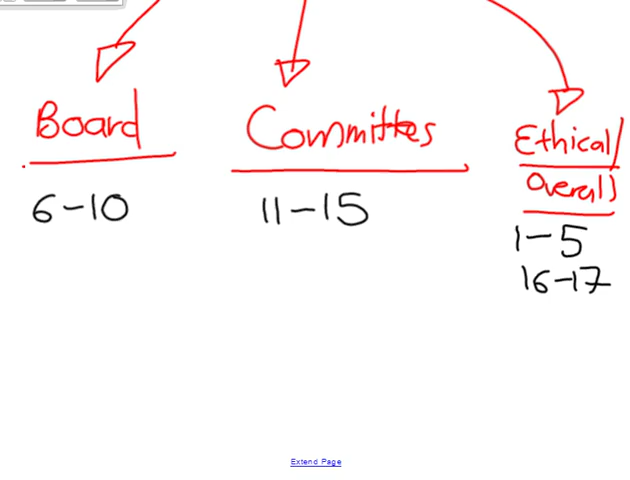 Board
6-10
Committes
11-15
Ethical/
Overall
1-5
16-17
Extend Page